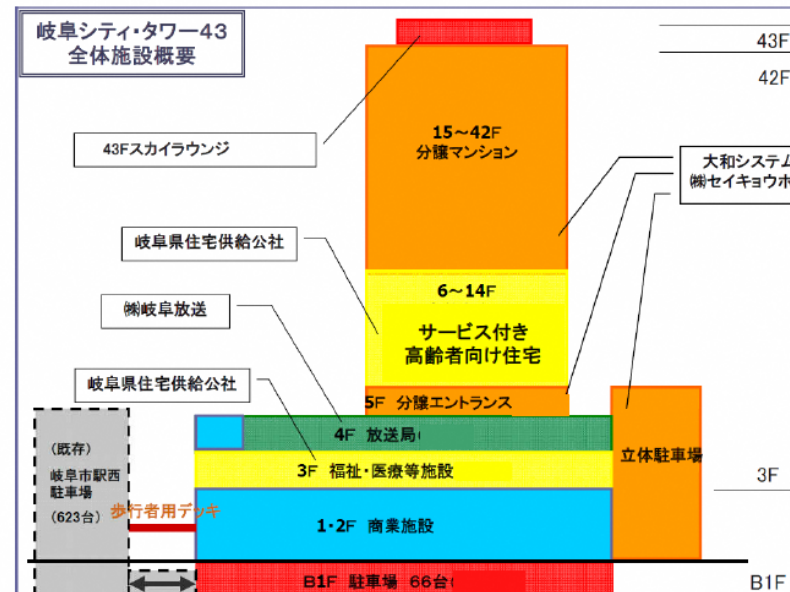 岐阜シティ・タワー43
全体施設概要
43F
42F
15～42F
分譲マンション
43Fスカイラウンジ
大和システム
㈱セイキョウホ
岐阜県住宅供給公社
6～14F
サービス付き
高齢者向け住宅
㈱岐阜放送
岐阜県住宅供給公社
5F 分譲エントランス
4F 放送局(
(既存)
岐阜市駅西
駐車場
(623台)
歩行者用デッキ
3F 福祉・医療等施設
立体駐車場
3F
1・2F 商業施設
B1F 駐車場 66台(
B1F